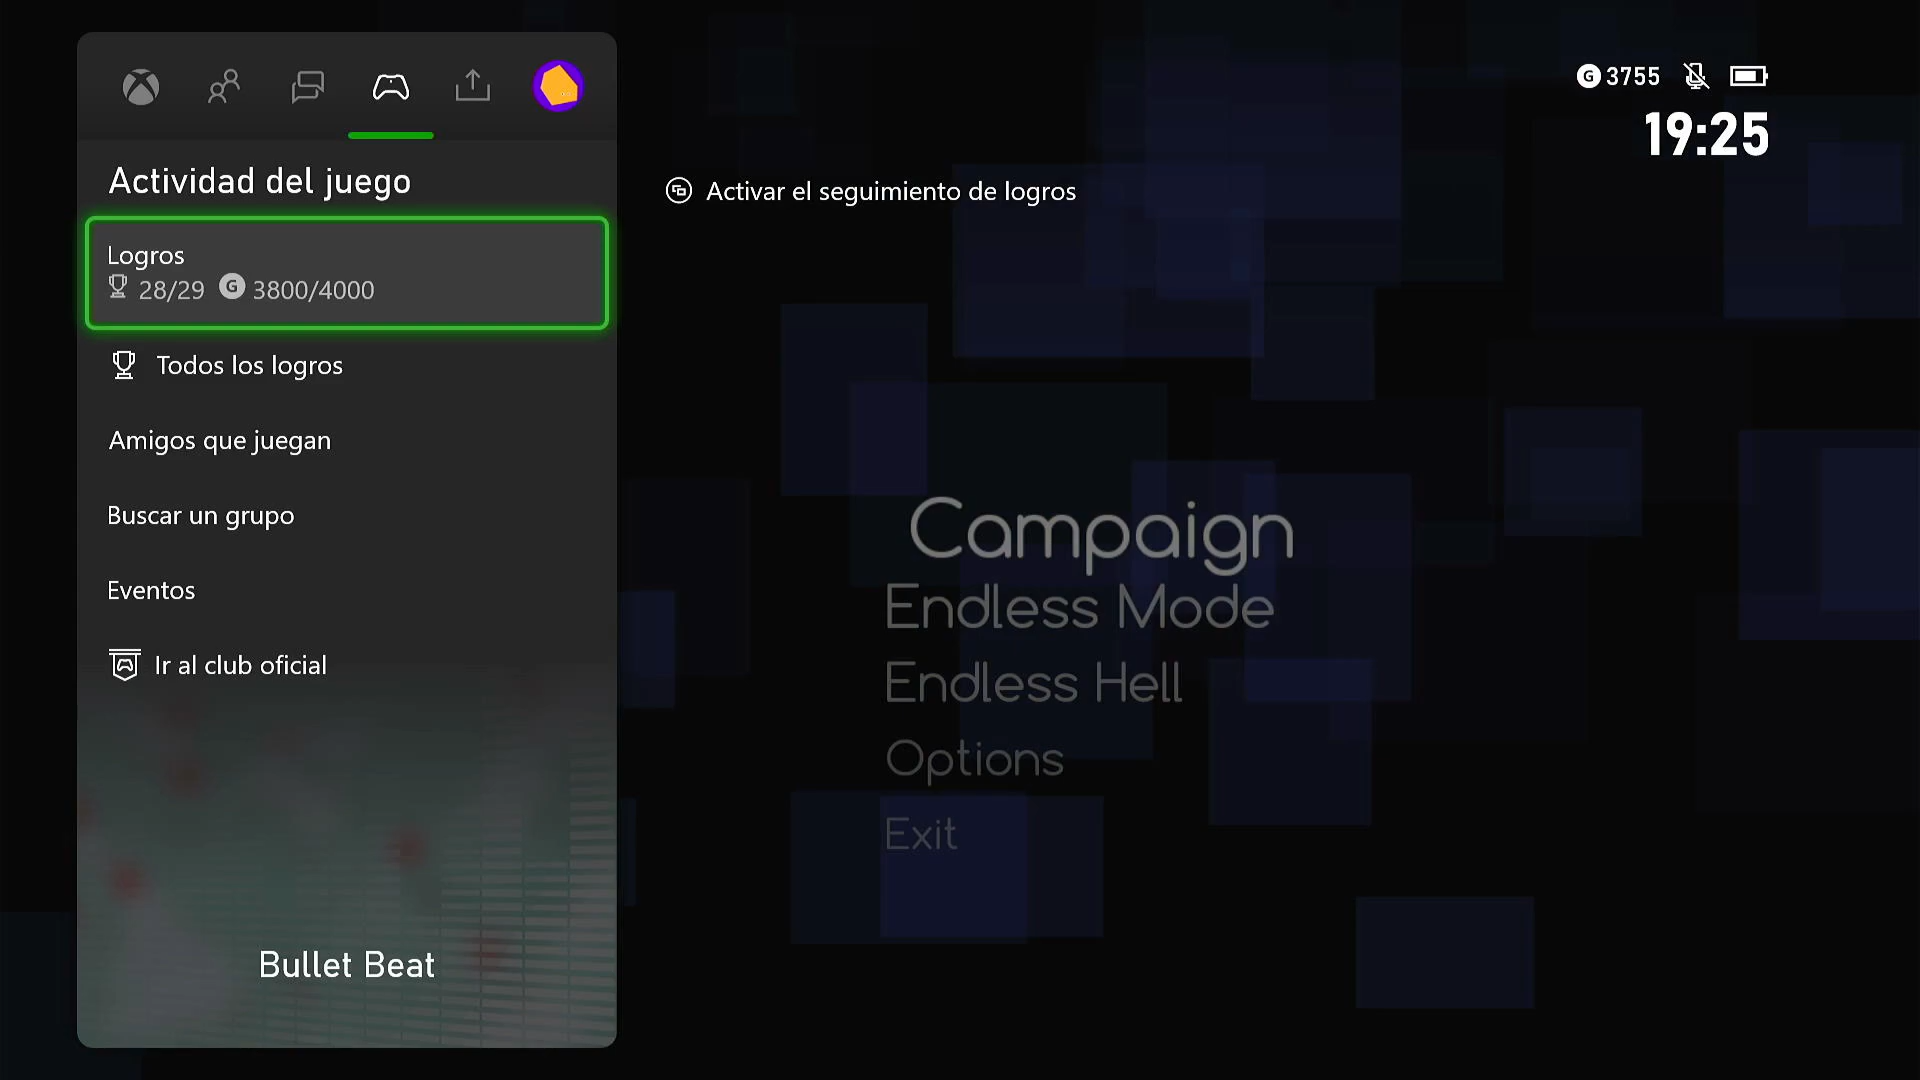 Actividad del juego
Logros
28/29 G 3800/4000
Todos los logros
Amigos que juegan
Buscar un grupo
Eventos
Ir al club oficial
Bullet Beat
Activar el seguimiento de logros
G 3755
19:25
Campaign
Endless Mode
Endless Hell
Options
Exit